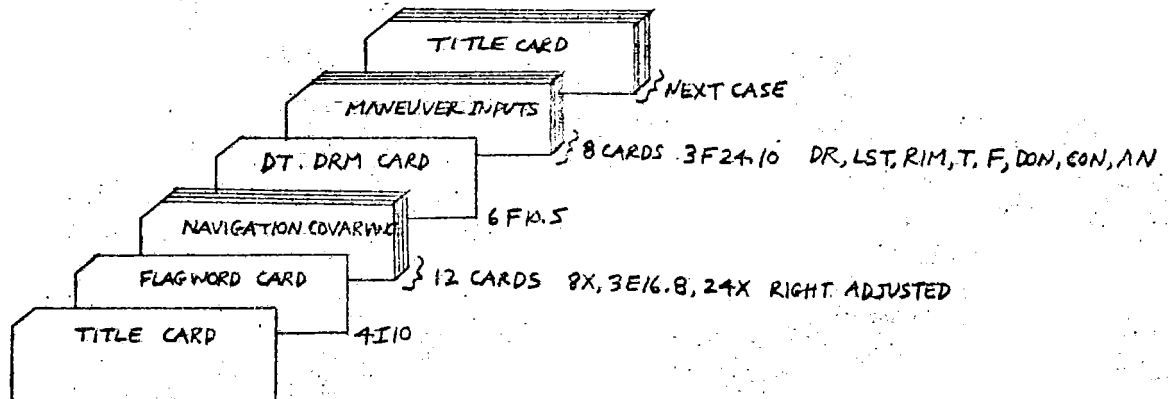 TITLE CARD
NEXT CASE
MANEUVER INPUTS
8 CARDS 3F24.10 DR, LST, RIM, T, F, DON, CON, AN
DT. DRM CARD
6F10.5
NAVIGATION COVARINC
12 CARDS 8X, 3E16.8, 24X RIGHT ADJUSTED
FLAGWORD CARD
4I10
TITLE CARD